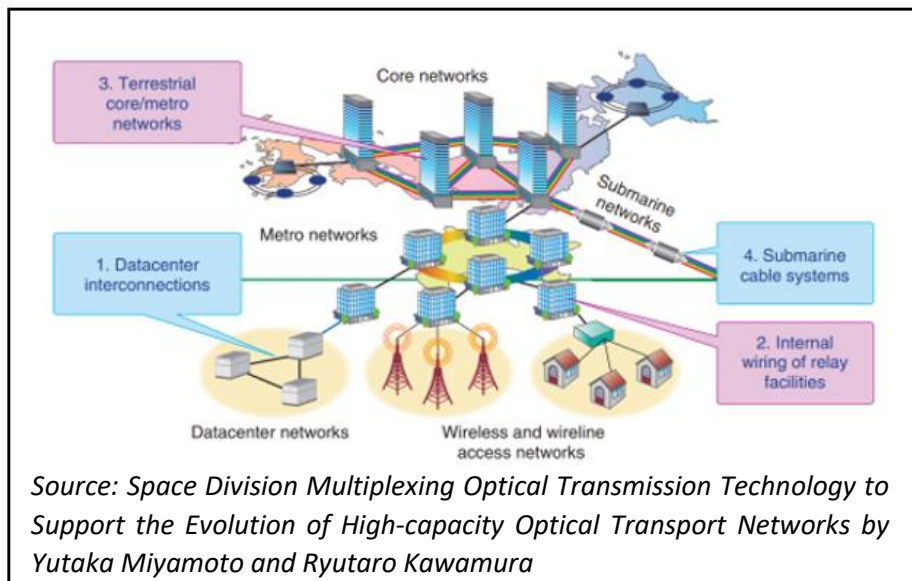 3. Terrestrial
core/metro
networks
Core networks
Submarine
networks
Metro networks
1. Datacenter
interconnections
4. Submarine
cable systems
2. Internal
wiring of relay
facilities
Datacenter networks
Wireless and wireline
access networks
Source: Space Division Multiplexing Optical Transmission Technology to
Support the Evolution of High-capacity Optical Transport Networks by
Yutaka Miyamoto and Ryutaro Kawamura